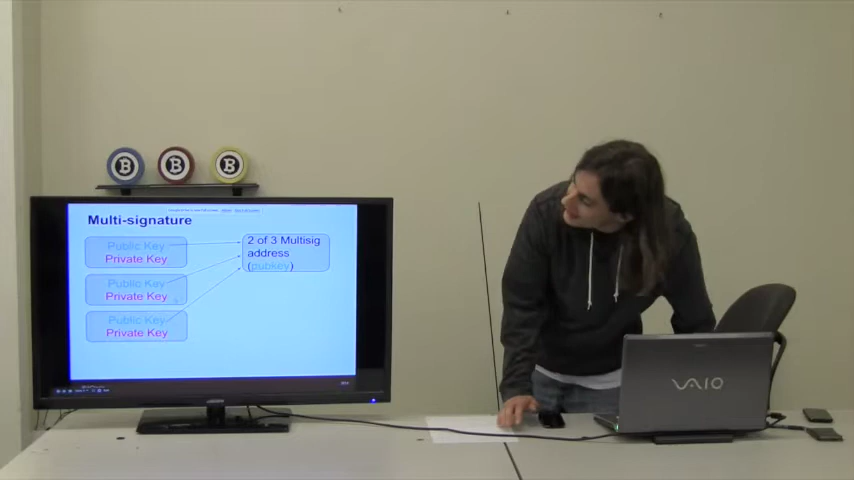 Multi-signature
Public Key
Private Key
2 of 3 Multisig
address
(pubkey)
Public Key
Private Key
Public Key
Private Key
VAIO